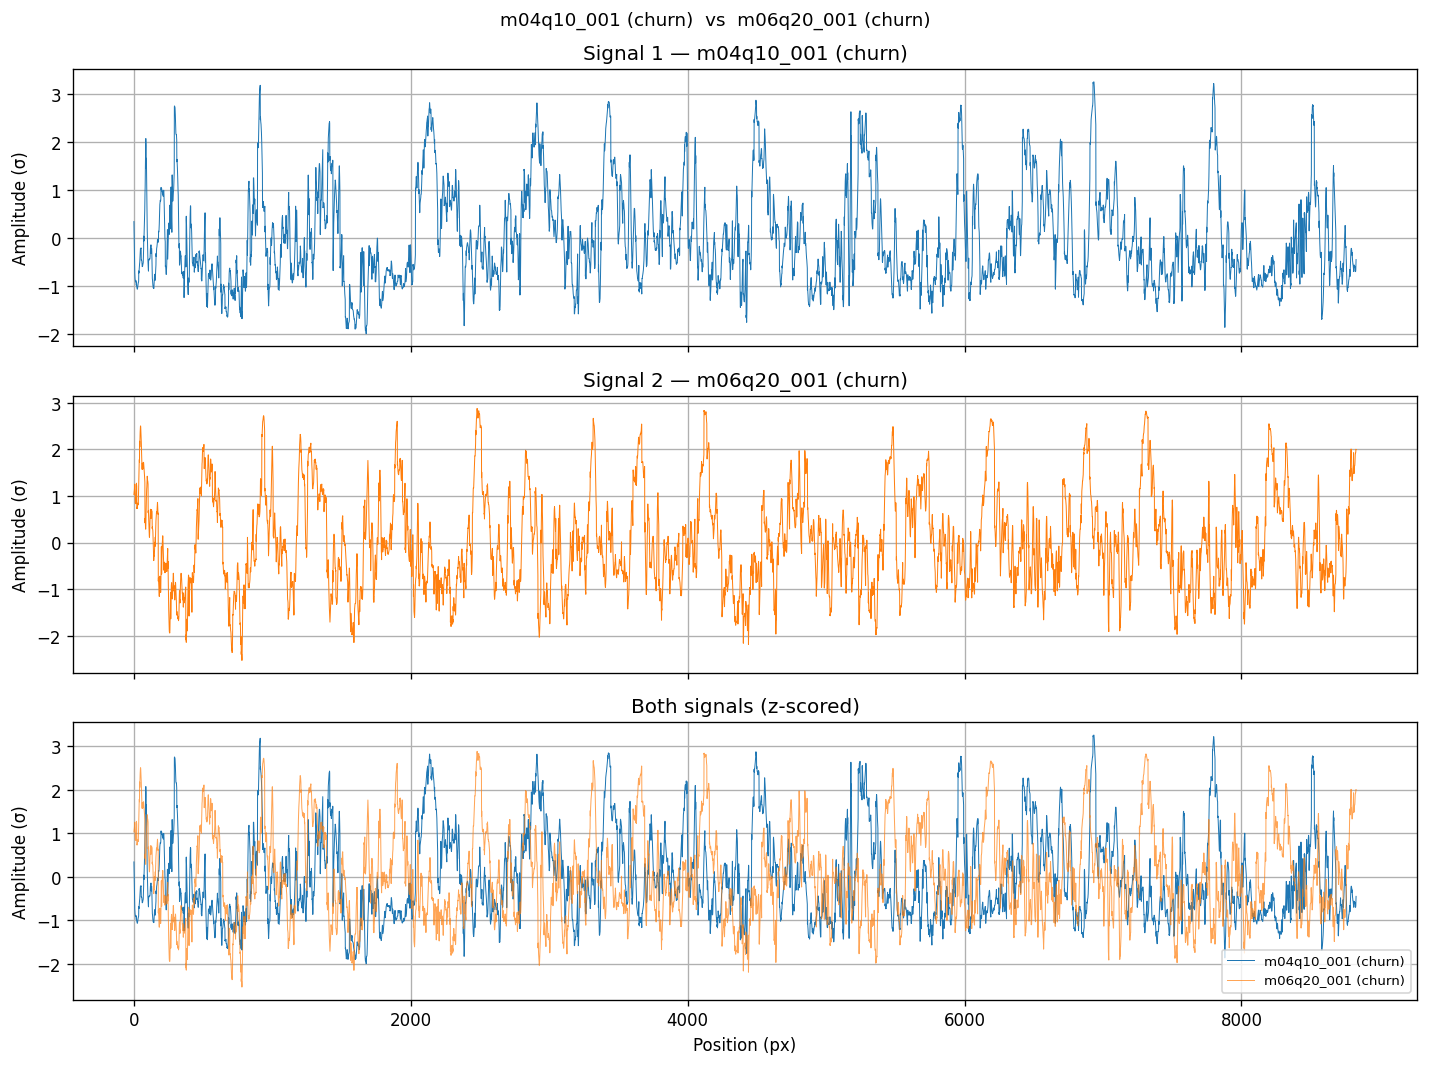 m04q10_001 (churn)  vs  m06q20_001 (churn)
Signal 1 — m04q10_001 (churn)
3
2
1
0
−1
−2
Amplitude (σ)
Signal 2 — m06q20_001 (churn)
3
2
1
0
−1
−2
Amplitude (σ)
Both signals (z-scored)
3
2
1
0
−1
−2
Amplitude (σ)
m04q10_001 (churn)
m06q20_001 (churn)
0 2000 4000 6000 8000
Position (px)